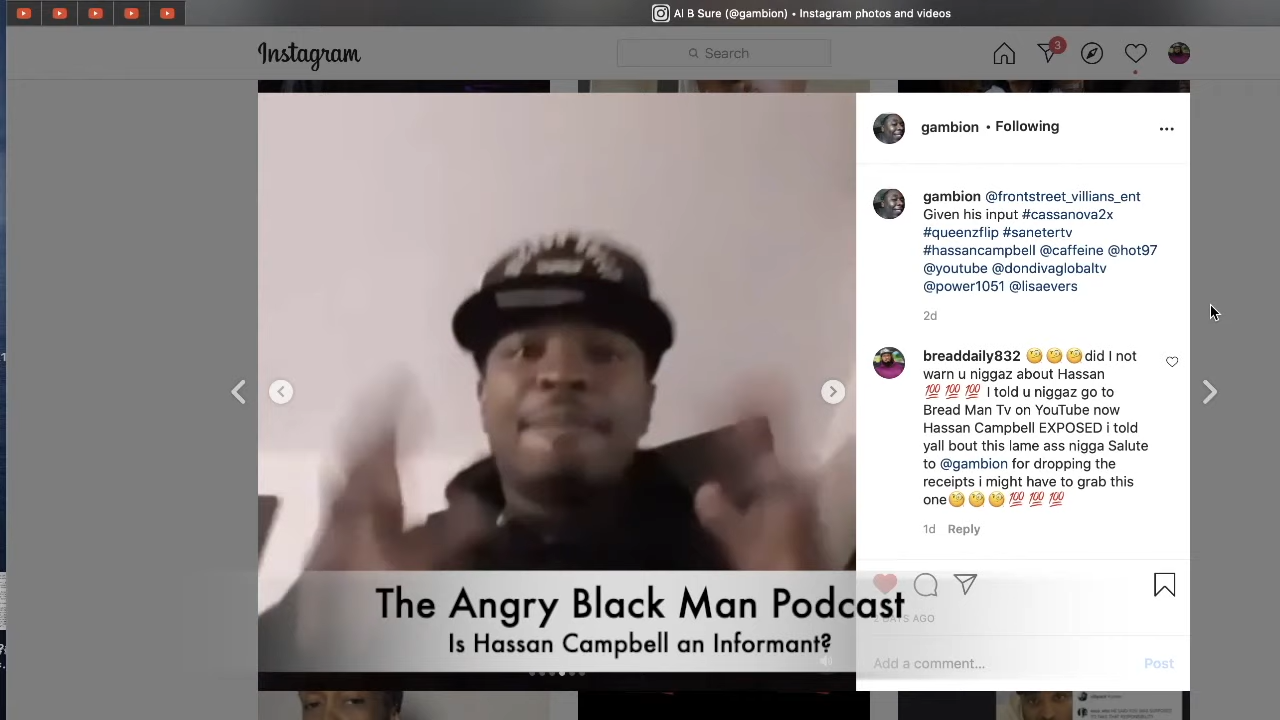 Al B Sure (@gambion) • Instagram photos and videos
Instagram
Search
3
gambion • Following
gambion @frontstreet_villians_ent
Given his input #cassanova2x
#queenzflip #sanetertv
#hassancampbell @caffeine @hot97
@youtube @dondivaglobaltv
@power1051 @lisaevers
2d
breaddaily832 🧐🧐🧐did I not
warn u niggaz about Hassan
💯💯💯 I told u niggaz go to
Bread Man Tv on YouTube now
Hassan Campbell EXPOSED i told
yall bout this lame ass nigga Salute
to @gambion for dropping the
receipts i might have to grab this
one🧐🧐🧐💯💯💯
1d Reply
The Angry Black Man Podcast
Is Hassan Campbell an Informant?
2 DAYS AGO
Add a comment...
Post